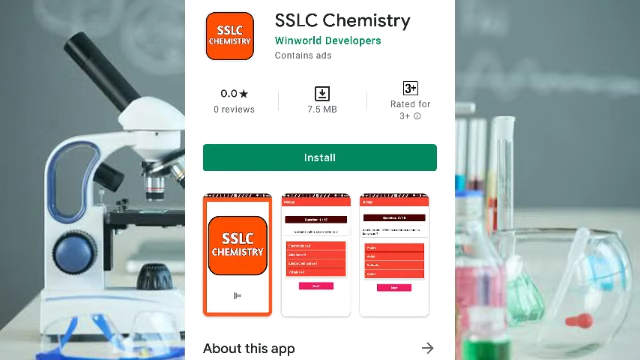 SSLC
CHEMISTRY
SSLC Chemistry
Winworld Developers
Contains ads
0.0★
0 reviews
7.5 MB
3+
Rated for
3+
Install
SSLC
CHEMISTRY
About this app